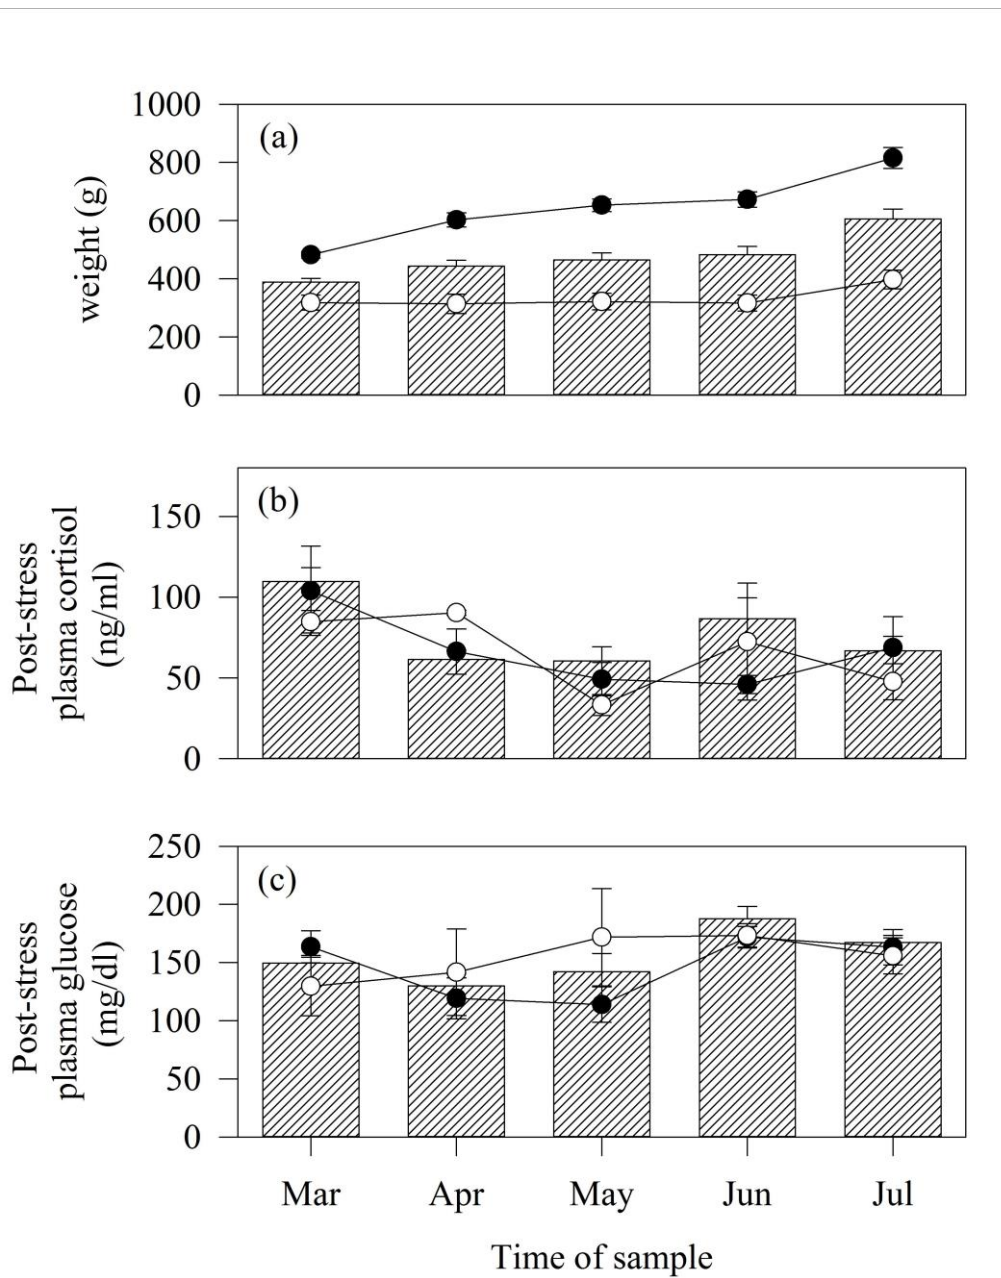 (a)
1000
800
600
400
200
0
weight (g)
(b)
150
100
50
0
Post-stress
plasma cortisol
(ng/ml)
(c)
250
200
150
100
50
0
Post-stress
plasma glucose
(mg/dl)
Mar Apr May Jun Jul
Time of sample